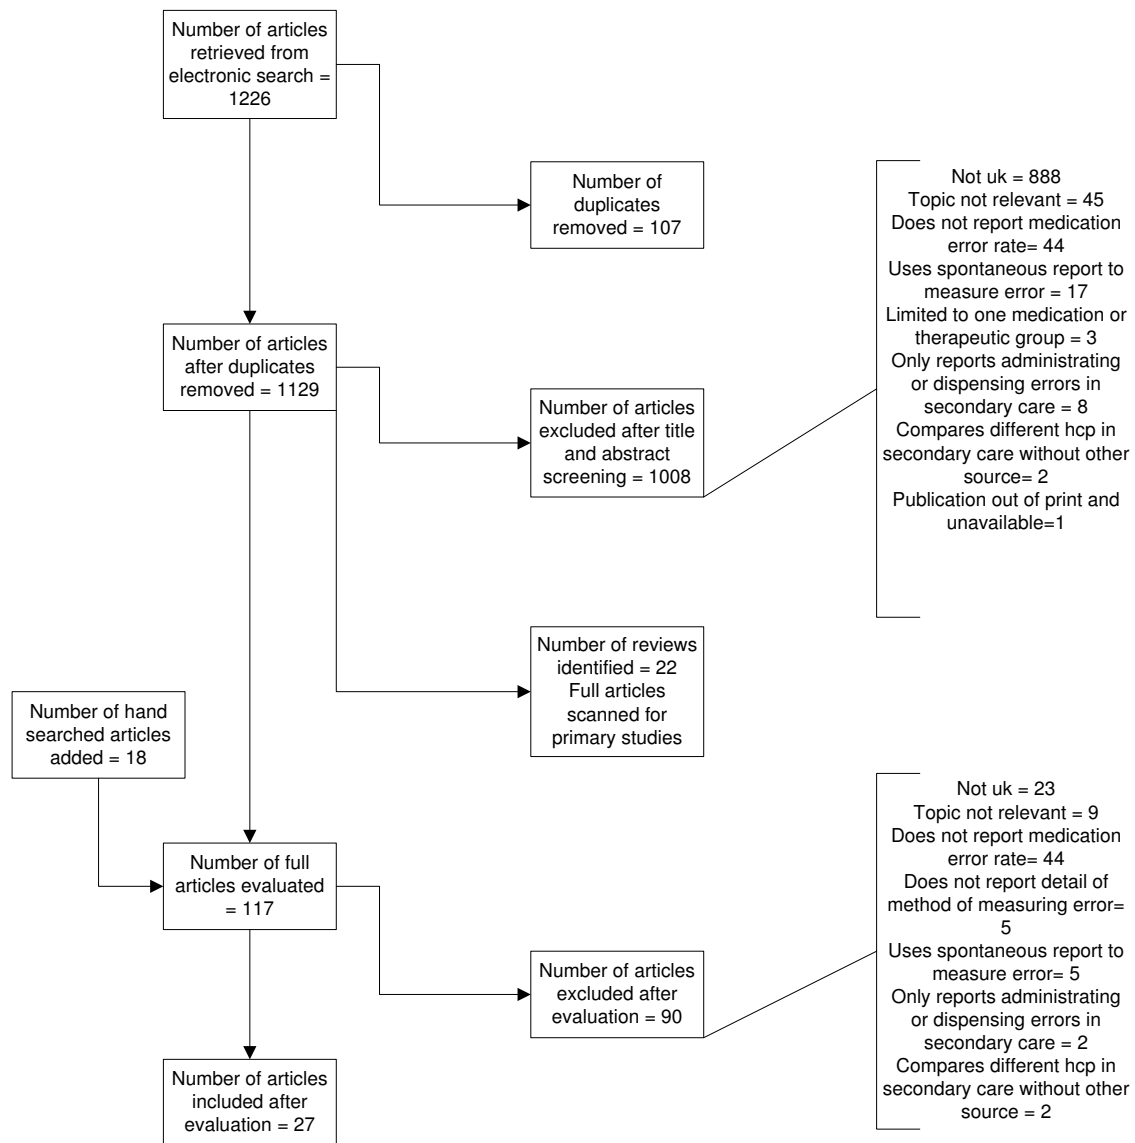 Number of articles
retrieved from
electronic search =
1226
Number of
duplicates
removed = 107
Not uk = 888
Topic not relevant = 45
Does not report medication
error rate= 44
Uses spontaneous report to
measure error = 17
Limited to one medication or
therapeutic group = 3
Only reports administrating
or dispensing errors in
secondary care = 8
Compares different hcp in
secondary care without other
source= 2
Publication out of print and
unavailable=1
Number of articles
after duplicates
removed = 1129
Number of articles
excluded after title
and abstract
screening = 1008
Number of reviews
identified = 22
Full articles
scanned for
primary studies
Number of hand
searched articles
added = 18
Number of full
articles evaluated
= 117
Number of articles
excluded after
evaluation = 90
Not uk = 23
Topic not relevant = 9
Does not report medication
error rate= 44
Does not report detail of
method of measuring error=
5
Uses spontaneous report to
measure error= 5
Only reports administrating
or dispensing errors in
secondary care = 2
Compares different hcp in
secondary care without other
source = 2
Number of articles
included after
evaluation = 27